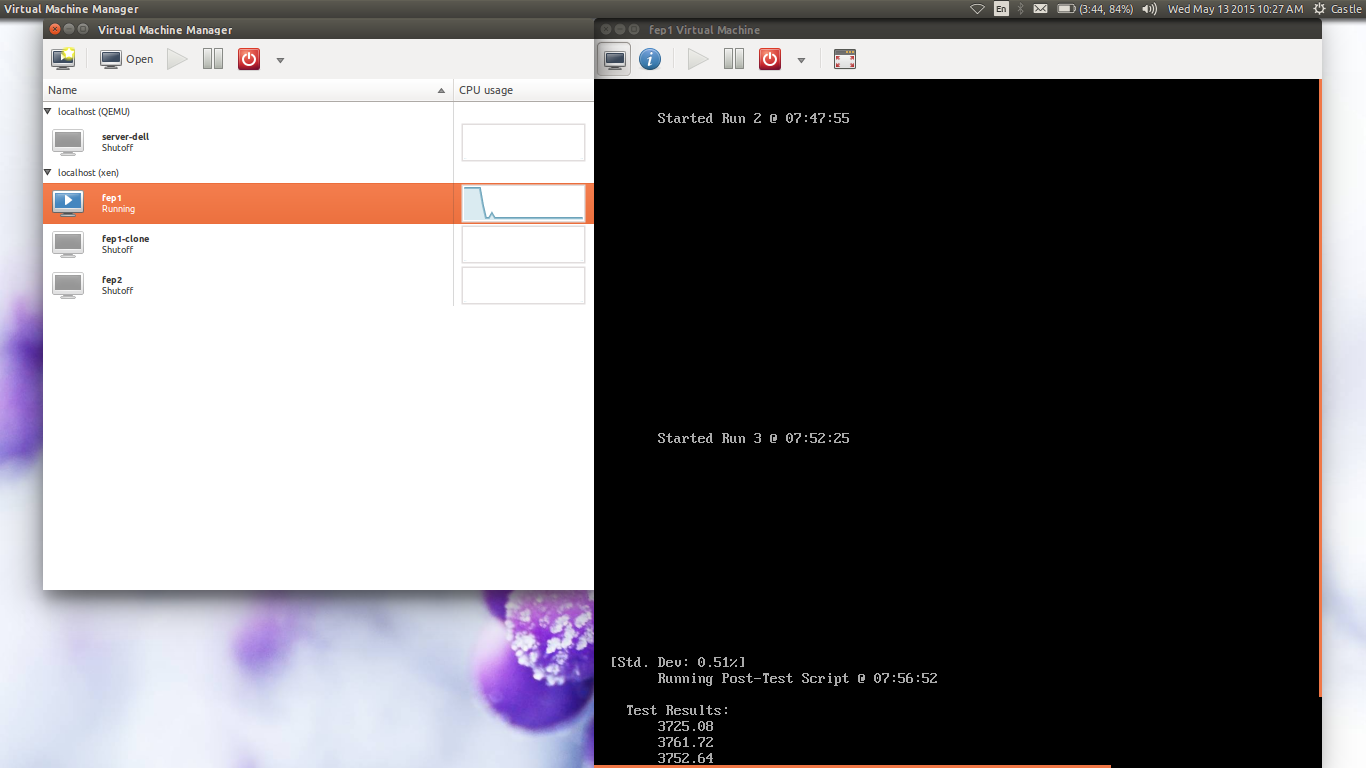 Virtual Machine Manager
En
(3:44, 84%)
Wed May 13 2015 10:27 AM
Castle
Virtual Machine Manager
Open
Name
CPU usage
localhost (QEMU)
server-dell
Shutoff
localhost (xen)
fep1
Running
fep1-clone
Shutoff
fep2
Shutoff
fep1 Virtual Machine
Started Run 2 @ 07:47:55
Started Run 3 @ 07:52:25
[Std. Dev: 0.51%]
Running Post-Test Script @ 07:56:52
Test Results:
3725.08
3761.72
3752.64